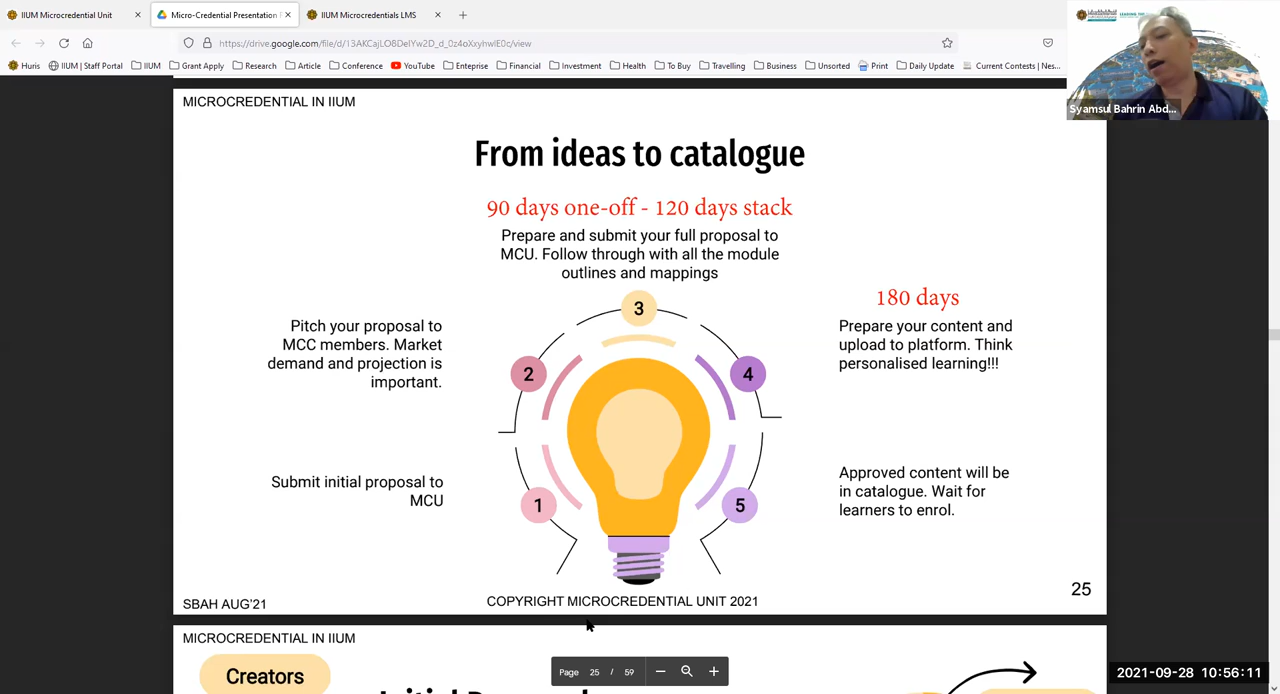 IIUM Microcredential Unit
Micro-Credential Presentation
IIUM Microcredentials LMS
https://drive.google.com/file/d/13AKCajLO8DelYw2D_d_0z4oXxyhwlE0c/view
Huris
IIUM | Staff Portal
IIUM
Grant Apply
Research
Article
Conference
YouTube
Enteprise
Financial
Investment
Health
To Buy
Travelling
Business
Unsorted
Print
Daily Update
Current Contests | Nes...
Syamsul Bahrin Abd...
MICROCREDENTIAL IN IIUM
From ideas to catalogue
90 days one-off - 120 days stack
Prepare and submit your full proposal to
MCU. Follow through with all the module
outlines and mappings
3
180 days
Prepare your content and
upload to platform. Think
personalised learning!!!
4
Pitch your proposal to
MCC members. Market
demand and projection is
important.
2
Submit initial proposal to
MCU
1
Approved content will be
in catalogue. Wait for
learners to enrol.
5
SBAH AUG'21
COPYRIGHT MICROCREDENTIAL UNIT 2021
25
MICROCREDENTIAL IN IIUM
Creators
Page 25 / 59
2021-09-28 10:56:11